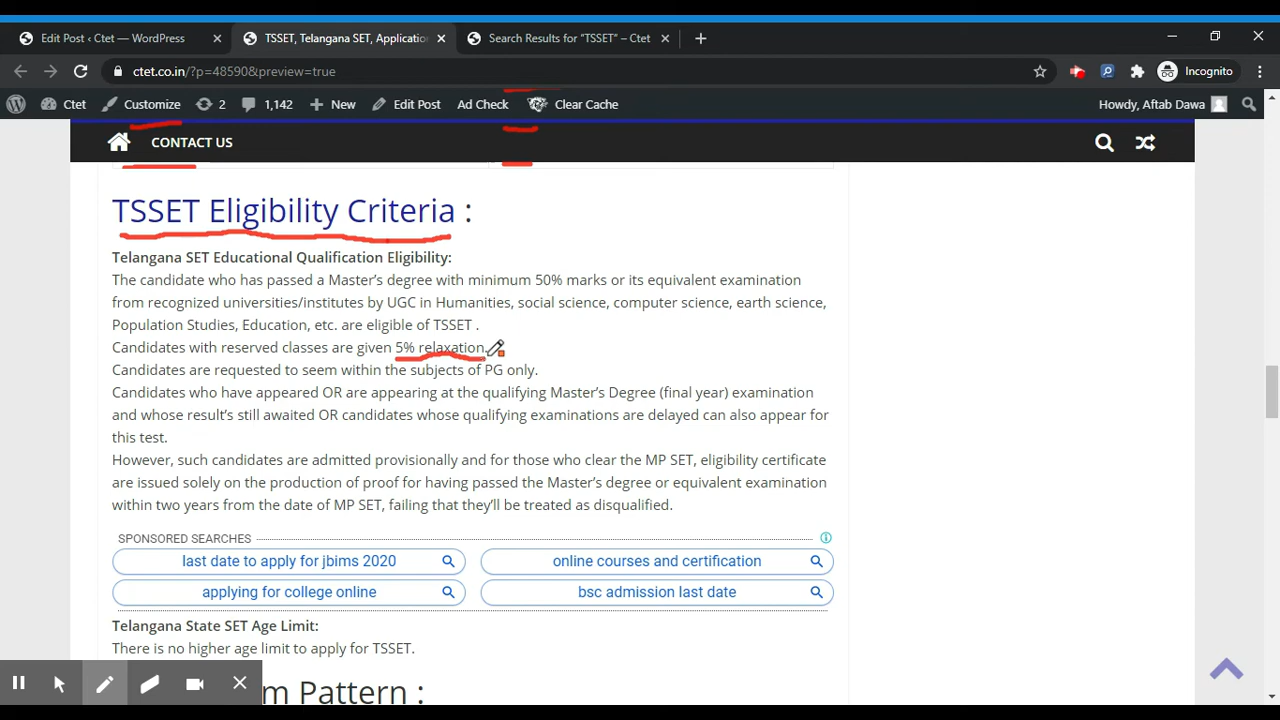 Edit Post ‹ Ctet — WordPress
TSSET, Telangana SET, Applicatio
Search Results for "TSSET" – Ctet
ctet.co.in/?p=48590&preview=true
Incognito
Ctet Customize 2 1,142 New Edit Post Ad Check Clear Cache Howdy, Aftab Dawa
CONTACT US
TSSET Eligibility Criteria :
Telangana SET Educational Qualification Eligibility:
The candidate who has passed a Master's degree with minimum 50% marks or its equivalent examination
from recognized universities/institutes by UGC in Humanities, social science, computer science, earth science,
Population Studies, Education, etc. are eligible of TSSET .
Candidates with reserved classes are given 5% relaxation.
Candidates are requested to seem within the subjects of PG only.
Candidates who have appeared OR are appearing at the qualifying Master's Degree (final year) examination
and whose result's still awaited OR candidates whose qualifying examinations are delayed can also appear for
this test.
However, such candidates are admitted provisionally and for those who clear the MP SET, eligibility certificate
are issued solely on the production of proof for having passed the Master's degree or equivalent examination
within two years from the date of MP SET, failing that they'll be treated as disqualified.
SPONSORED SEARCHES
last date to apply for jbims 2020
online courses and certification
applying for college online
bsc admission last date
Telangana State SET Age Limit:
There is no higher age limit to apply for TSSET.
m Pattern :